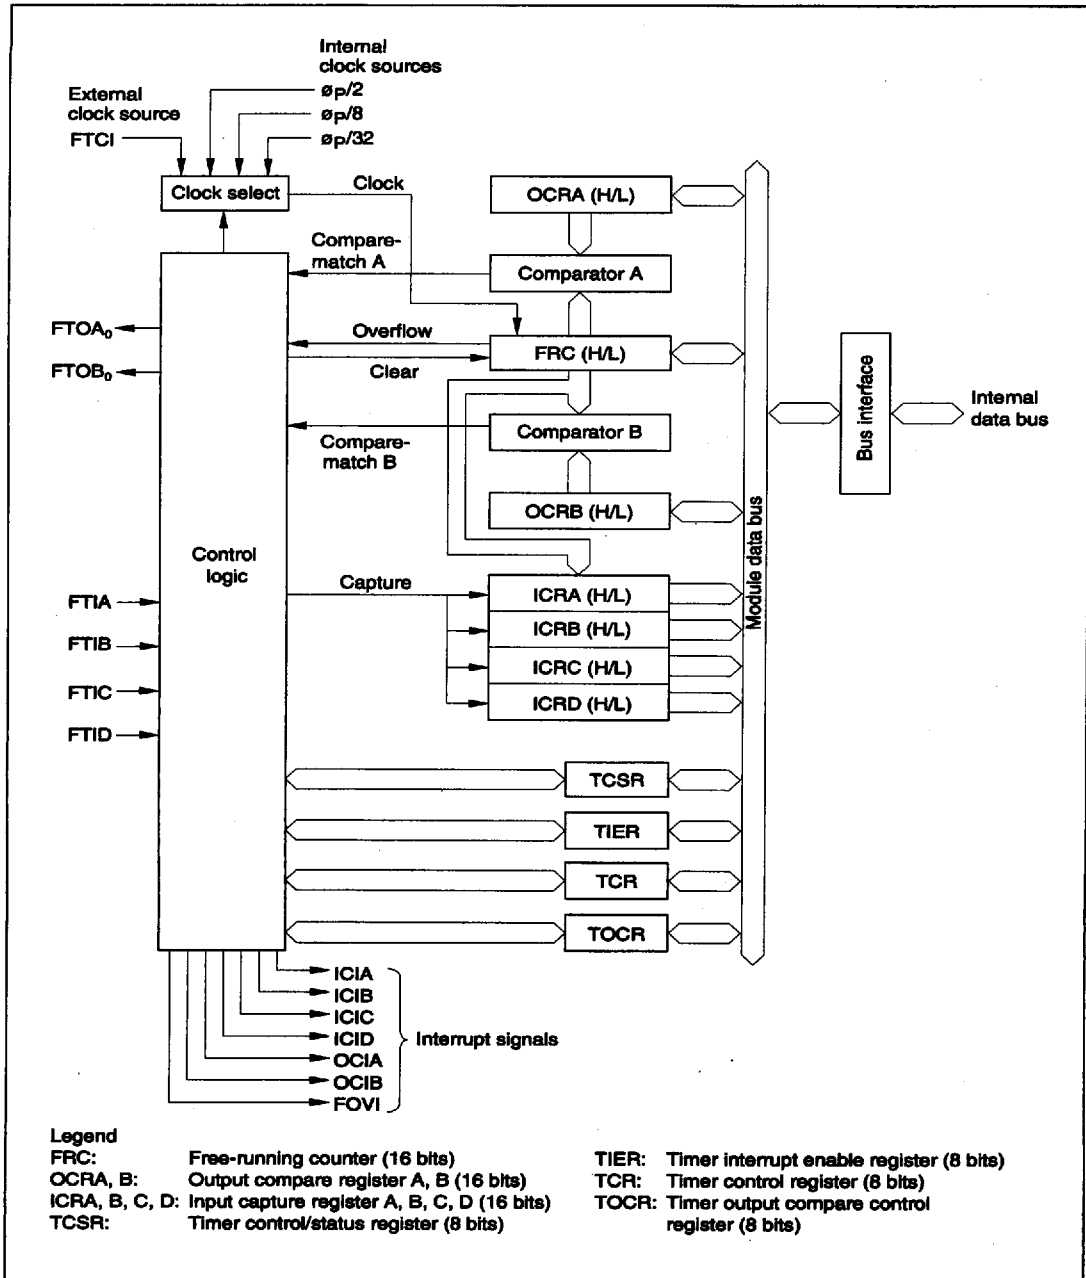 Internal
clock sources
External
clock source
øP/2
øP/8
FTCI
øP/32
Clock select
Clock
OCRA (H/L)
Compare-
match A
Comparator A
FTOA0
Overflow
FRC (H/L)
FTOB0
Clear
Compare-
match B
Comparator B
Bus interface
Internal
data bus
OCRB (H/L)
Module data bus
Control
logic
Capture
FTIA
ICRA (H/L)
FTIB
ICRB (H/L)
FTIC
ICRC (H/L)
FTID
ICRD (H/L)
TCSR
TIER
TCR
TOCR
ICIA
ICIB
ICIC
ICID
Interrupt signals
OCIA
OCIB
FOVI
Legend
FRC: Free-running counter (16 bits)
OCRA, B: Output compare register A, B (16 bits)
ICRA, B, C, D: Input capture register A, B, C, D (16 bits)
TCSR: Timer control/status register (8 bits)
TIER: Timer interrupt enable register (8 bits)
TCR: Timer control register (8 bits)
TOCR: Timer output compare control
register (8 bits)